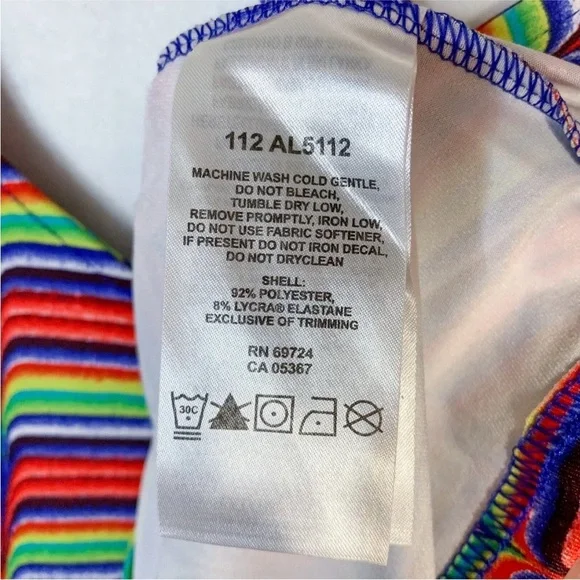 112 AL5112
MACHINE WASH COLD GENTLE,
DO NOT BLEACH,
TUMBLE DRY LOW,
REMOVE PROMPTLY, IRON LOW,
DO NOT USE FABRIC SOFTENER,
IF PRESENT DO NOT IRON DECAL,
DO NOT DRYCLEAN
SHELL:
92% POLYESTER,
8% LYCRA® ELASTANE
EXCLUSIVE OF TRIMMING
RN 69724
CA 05367
30C